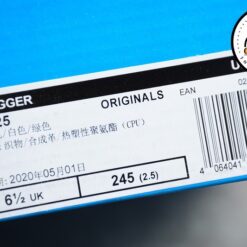 GGER ORIGINALS EAN
25
/白色/绿色
:织物/合成革/热塑性聚氨酯(CPU)
期: 2020年05月01日
6½ UK 245 (2.5)
4 064041